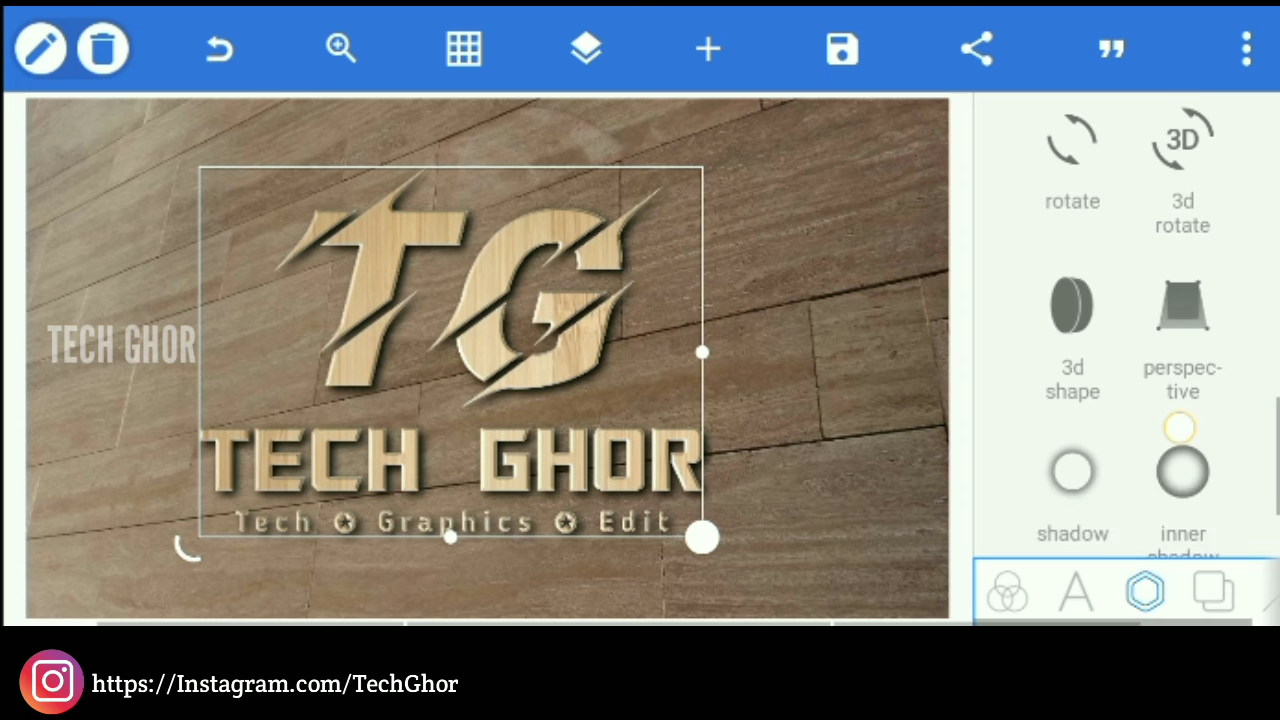 3D
rotate
3d
rotate
TG
TECH GHOR
3d
shape
perspec-
tive
TECH GHOR
Tech ✪ Graphics ✪ Edit
shadow
inner
shadow
A
https://Instagram.com/TechGhor